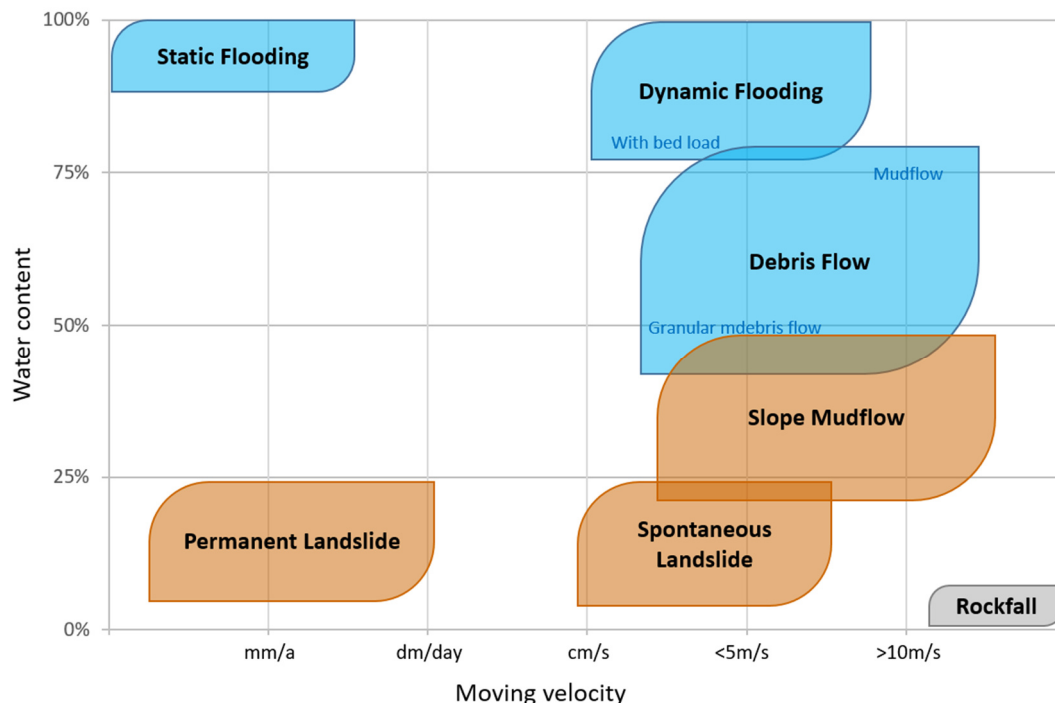 100%
Static Flooding
Dynamic Flooding
With bed load
75%
Mudflow
Debris Flow
Water content
50%
Granular mdebris flow
Slope Mudflow
25%
Permanent Landslide
Spontaneous
Landslide
Rockfall
0%
mm/a
dm/day
cm/s
<5m/s
>10m/s
Moving velocity